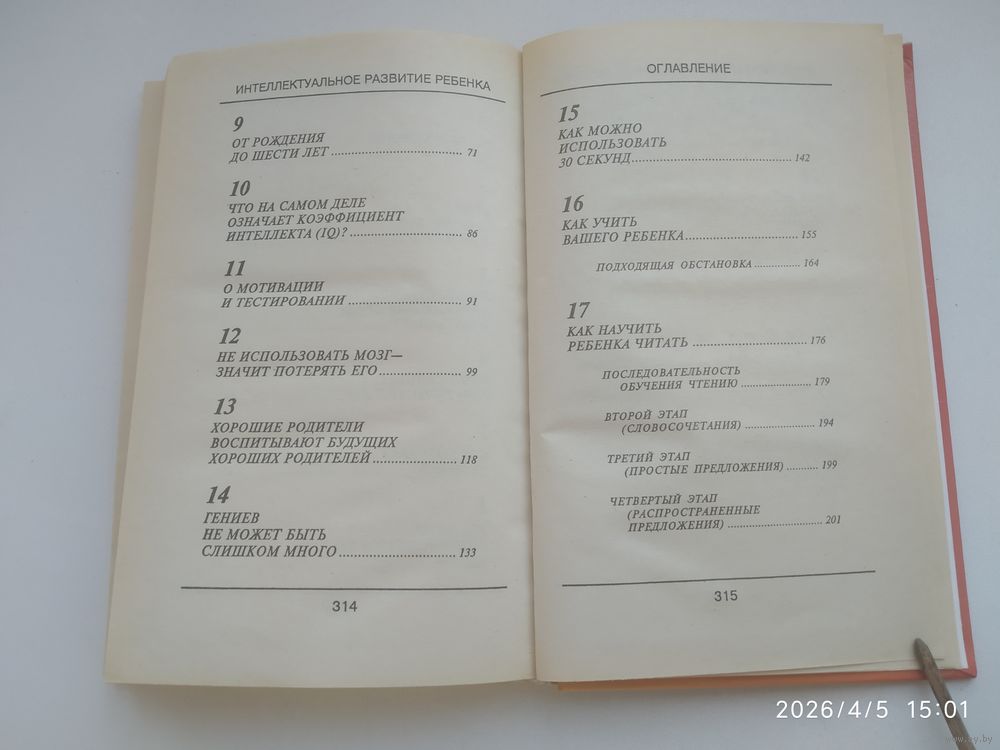 ИНТЕЛЛЕКТУАЛЬНОЕ РАЗВИТИЕ РЕБЕНКА
9
ОТ РОЖДЕНИЯ
ДО ШЕСТИ ЛЕТ ........................ 71
10
ЧТО НА САМОМ ДЕЛЕ
ОЗНАЧАЕТ КОЭФФИЦИЕНТ
ИНТЕЛЛЕКТА (IQ)? .................... 86
11
О МОТИВАЦИИ
И ТЕСТИРОВАНИИ .................... 91
12
НЕ ИСПОЛЬЗОВАТЬ МОЗГ—
ЗНАЧИТ ПОТЕРЯТЬ ЕГО ............... 99
13
ХОРОШИЕ РОДИТЕЛИ
ВОСПИТЫВАЮТ БУДУЩИХ
ХОРОШИХ РОДИТЕЛЕЙ ............... 118
14
ГЕНИЕВ
НЕ МОЖЕТ БЫТЬ
СЛИШКОМ МНОГО .................... 133
314
ОГЛАВЛЕНИЕ
15
КАК МОЖНО
ИСПОЛЬЗОВАТЬ
30 СЕКУНД .............................. 142
16
КАК УЧИТЬ
ВАШЕГО РЕБЕНКА .................... 155
ПОДХОДЯЩАЯ ОБСТАНОВКА .............. 164
17
КАК НАУЧИТЬ
РЕБЕНКА ЧИТАТЬ .................... 176
ПОСЛЕДОВАТЕЛЬНОСТЬ
ОБУЧЕНИЯ ЧТЕНИЮ .............. 179
ВТОРОЙ ЭТАП
(СЛОВОСОЧЕТАНИЯ) .............. 194
ТРЕТИЙ ЭТАП
(ПРОСТЫЕ ПРЕДЛОЖЕНИЯ) .......... 199
ЧЕТВЕРТЫЙ ЭТАП
(РАСПРОСТРАНЕННЫЕ
ПРЕДЛОЖЕНИЯ) .................... 201
315
2026/4/5 15:01